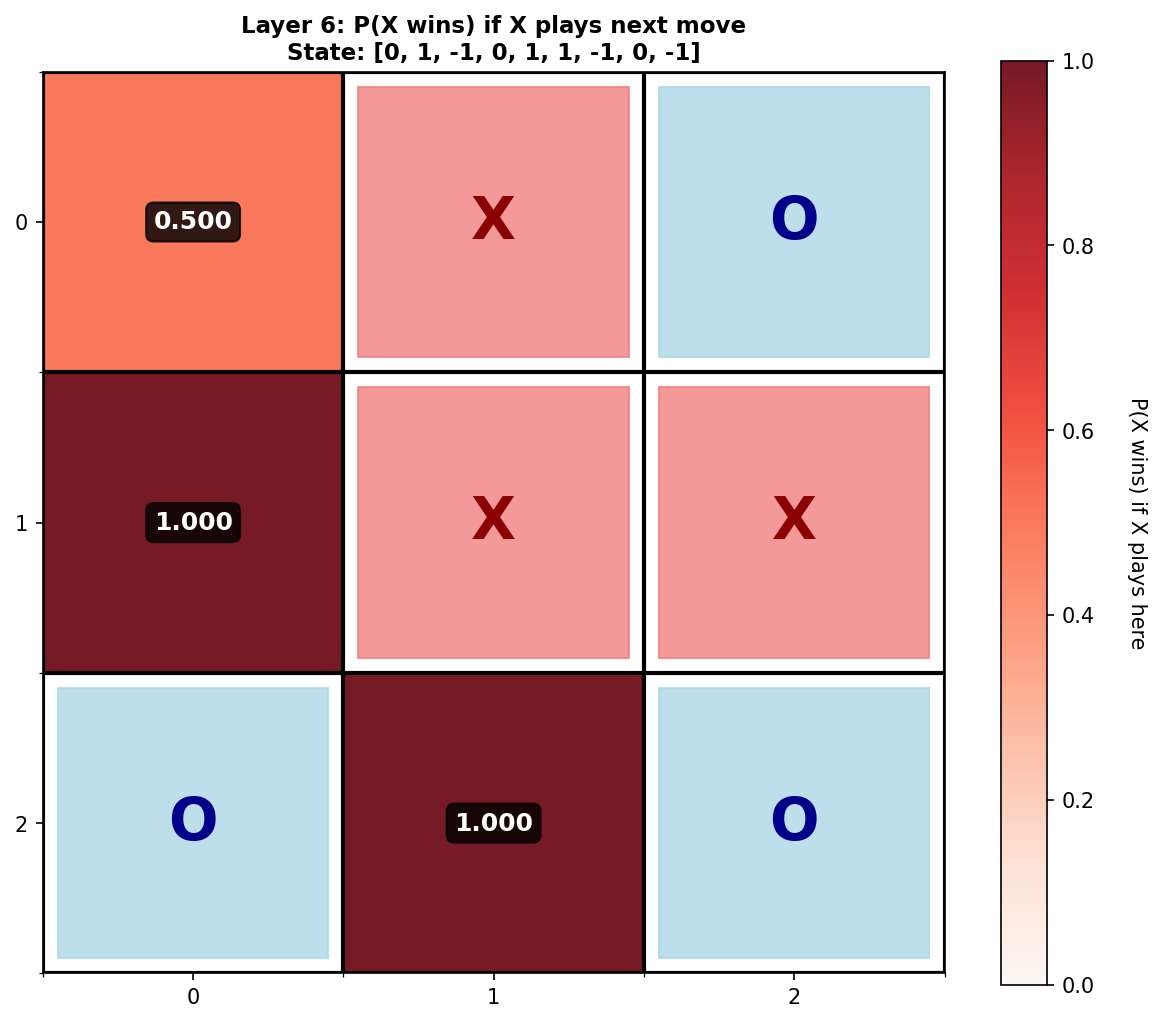 Layer 6: P(X wins) if X plays next move
State: [0, 1, -1, 0, 1, 1, -1, 0, -1]
0
0.500
X
O
1
1.000
X
X
2
O
1.000
O
0
1
2
1.0
0.8
0.6
0.4
0.2
0.0
P(X wins) if X plays here